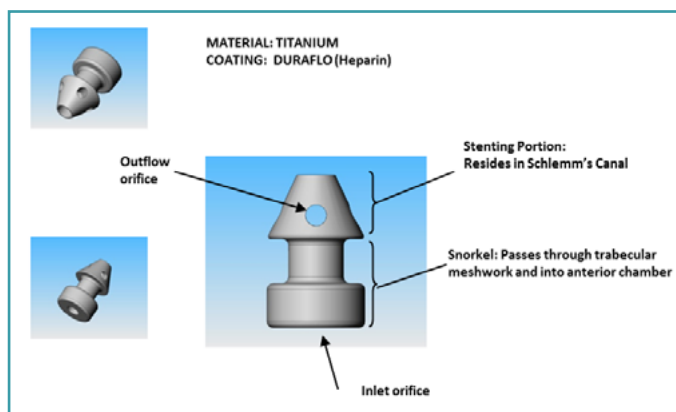 MATERIAL: TITANIUM
COATING:  DURAFLO (Heparin)
Outflow
orifice
Stenting Portion:
Resides in Schlemm's Canal
Snorkel: Passes through trabecular
meshwork and into anterior chamber
Inlet orifice